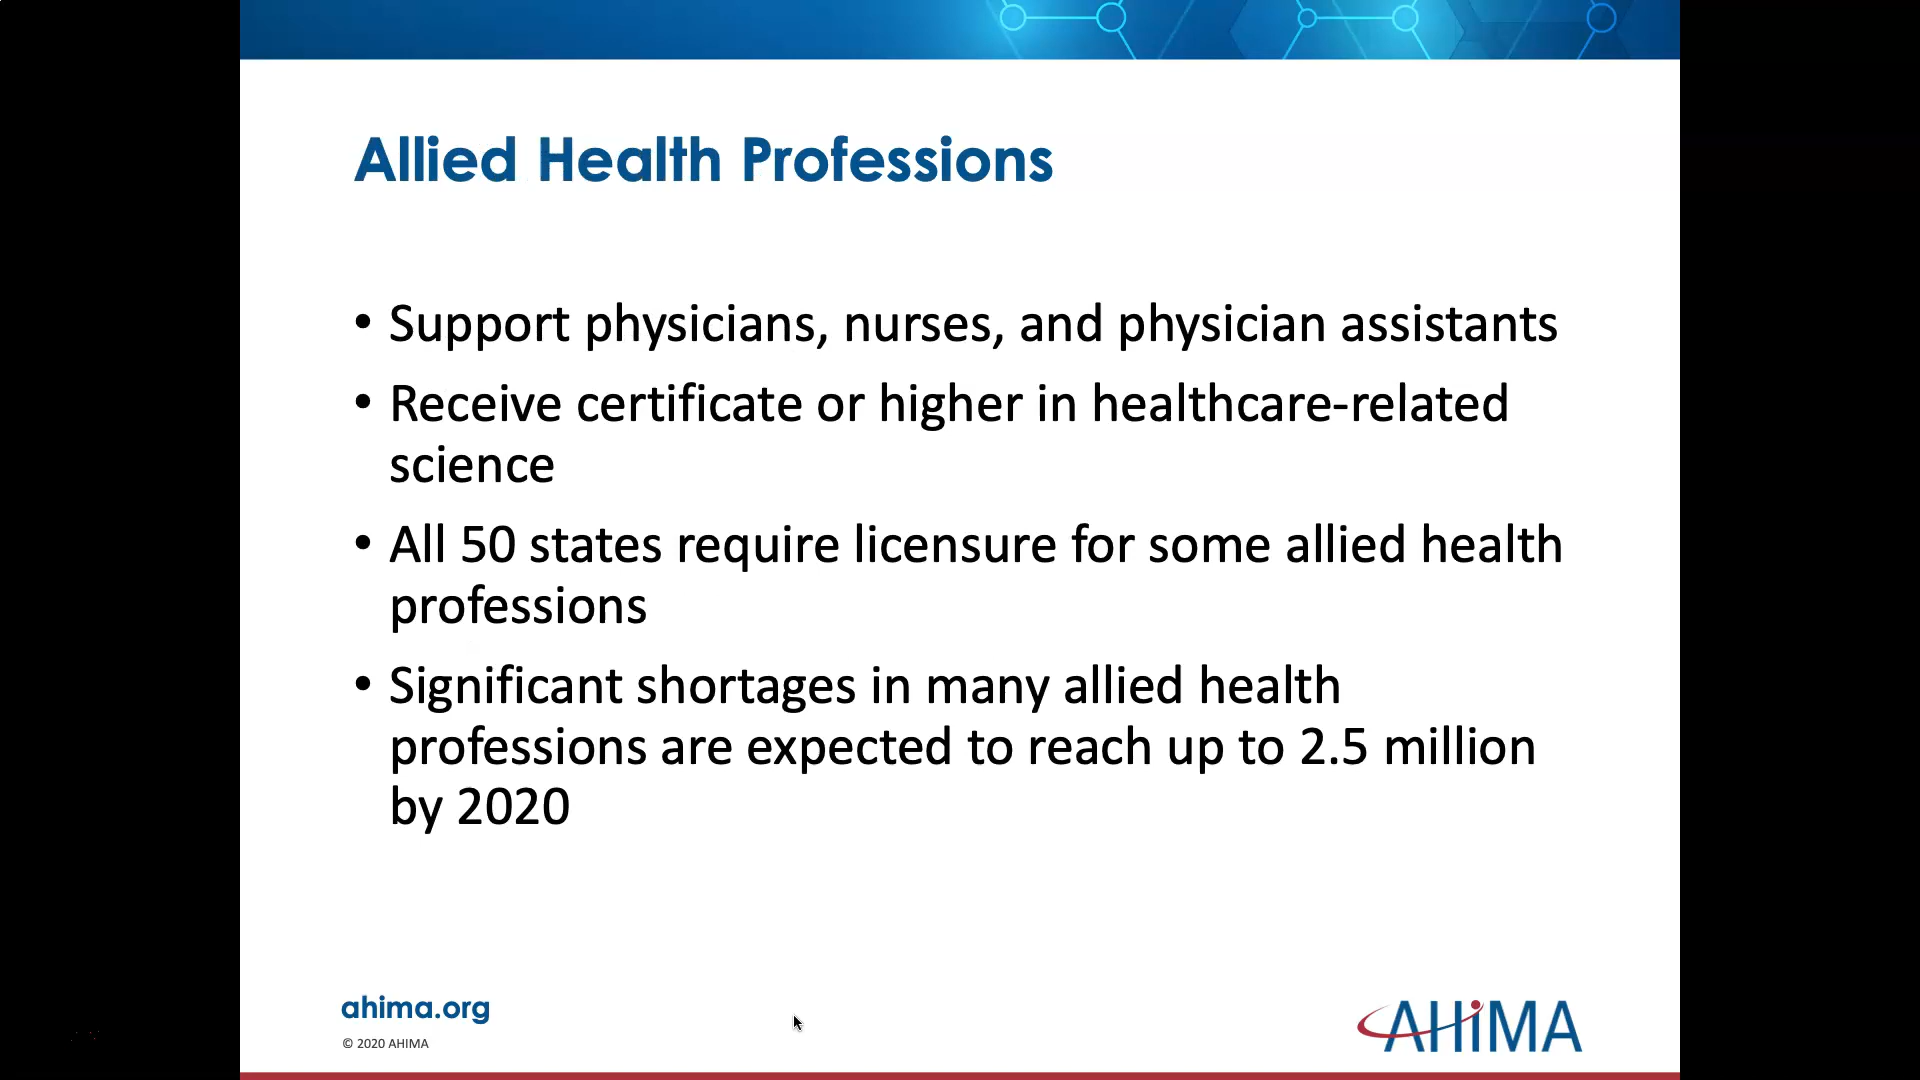 Allied Health Professions
• Support physicians, nurses, and physician assistants
• Receive certificate or higher in healthcare-related
science
• All 50 states require licensure for some allied health
professions
• Significant shortages in many allied health
professions are expected to reach up to 2.5 million
by 2020
ahima.org
© 2020 AHIMA
AHiMA